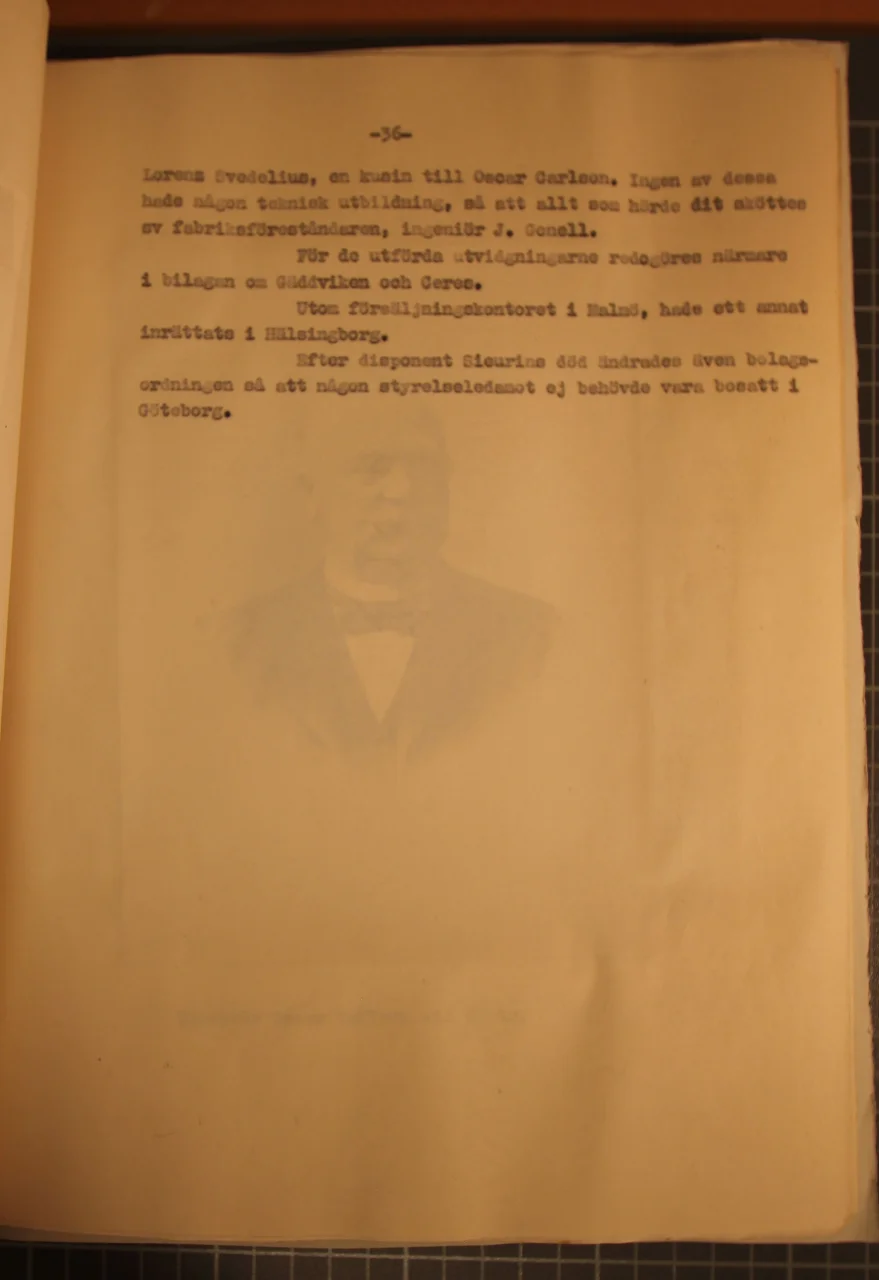 -36-
Lorens Svedelius, en kusin till Oscar Carlson. Ingen av dessa
hade någon teknisk utbildning, så att allt som hörde dit sköttes
av fabriksföreståndaren, ingeniör J. Genell.
För de utförda utvidgningarne redogöres närmare
i bilagan om Gäddviken och Ceres.
Utom försäljningskontoret i Malmö, hade ett annat
inrättats i Hälsingborg.
Efter disponent Sieurins död ändrades även bolags-
ordningen så att någon styrelseledamot ej behövde vara bosatt i
Göteborg.